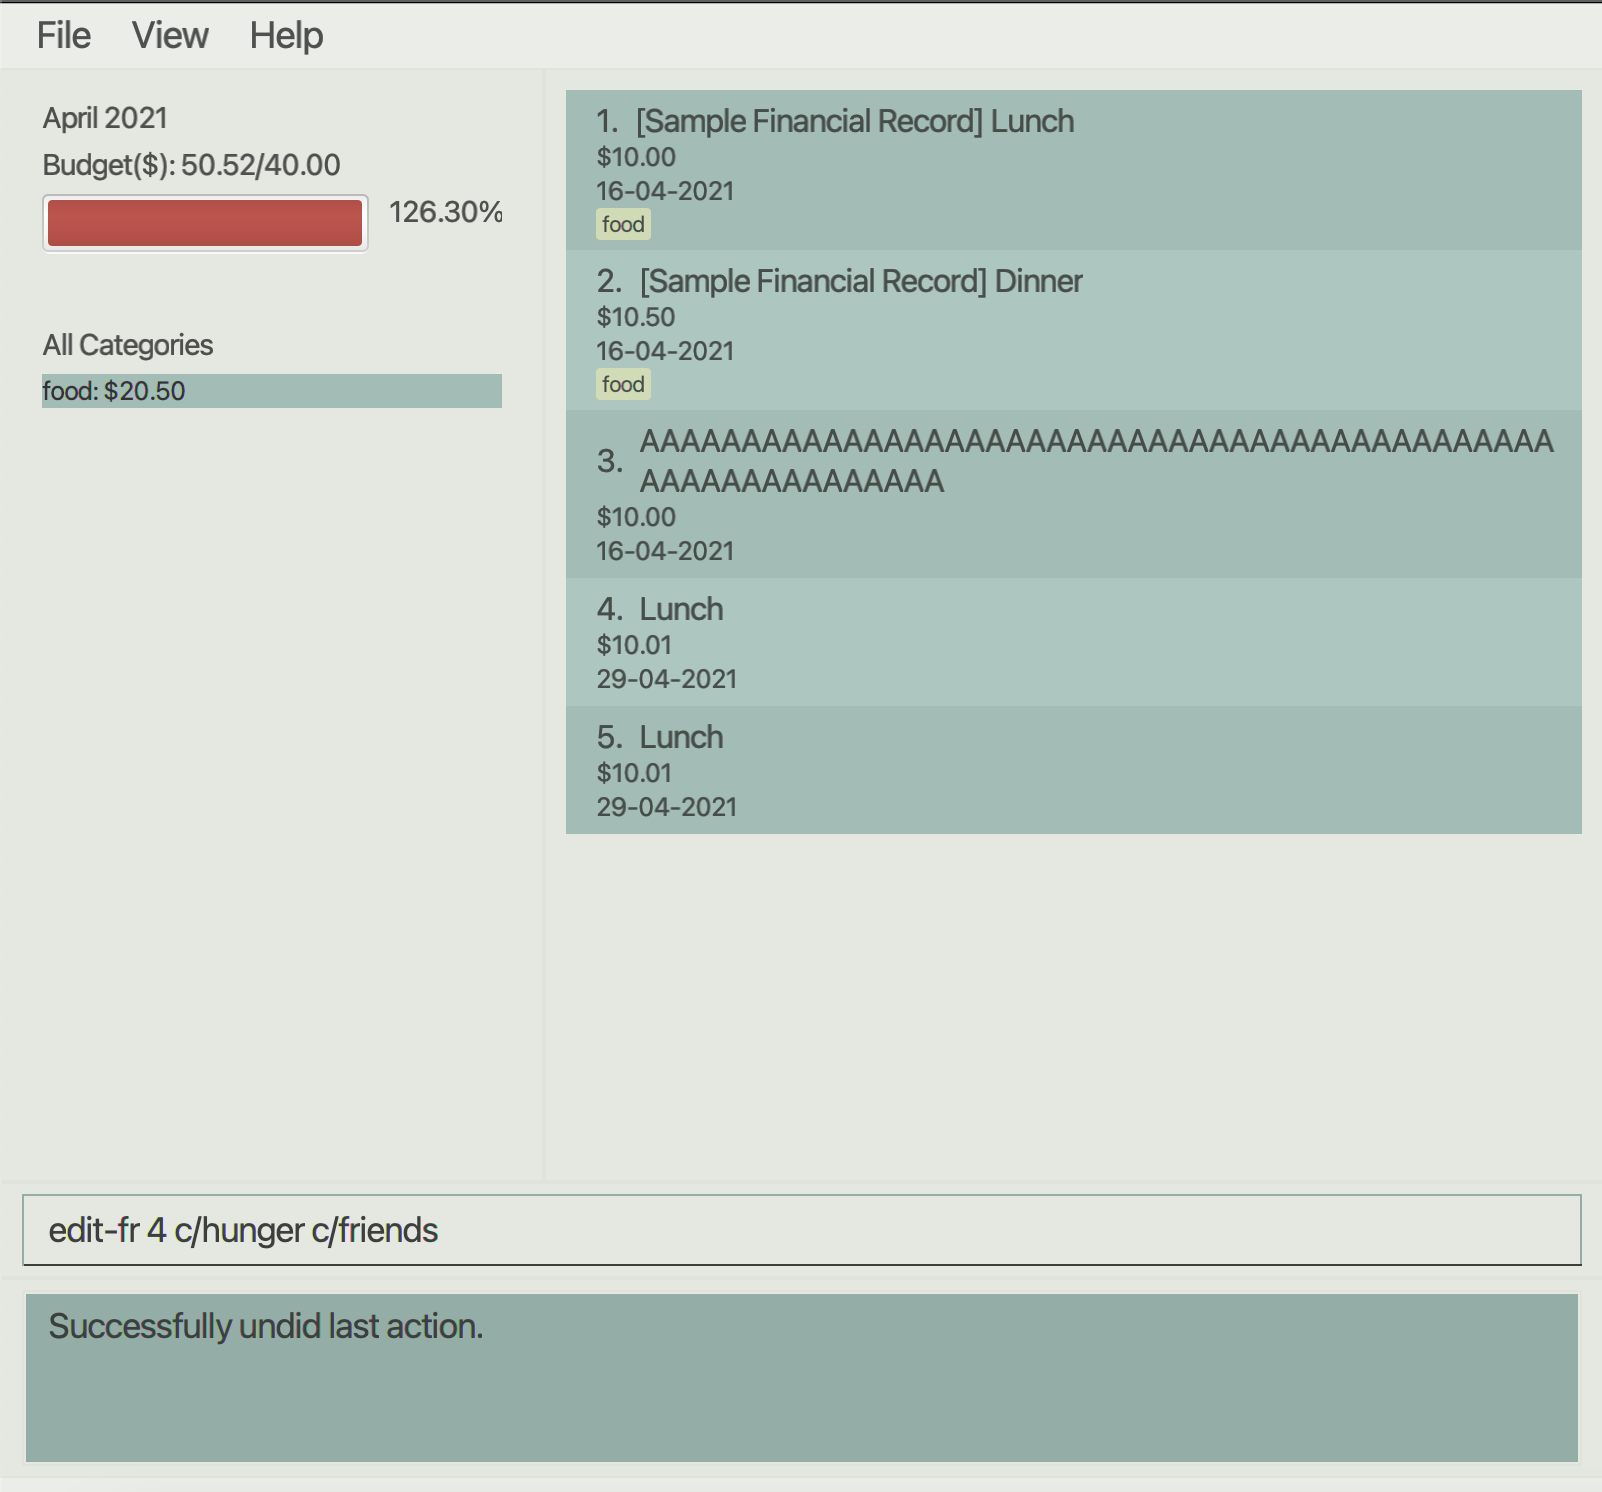 File View Help
April 2021
Budget($): 50.52/40.00
126.30%
All Categories
food: $20.50
1. [Sample Financial Record] Lunch
$10.00
16-04-2021
food
2. [Sample Financial Record] Dinner
$10.50
16-04-2021
food
3. AAAAAAAAAAAAAAAAAAAAAAAAAAAAAAAAAAAAAAAAAAAAA
AAAAAAAAAAAAAAA
$10.00
16-04-2021
4. Lunch
$10.01
29-04-2021
5. Lunch
$10.01
29-04-2021
edit-fr 4 c/hunger c/friends
Successfully undid last action.